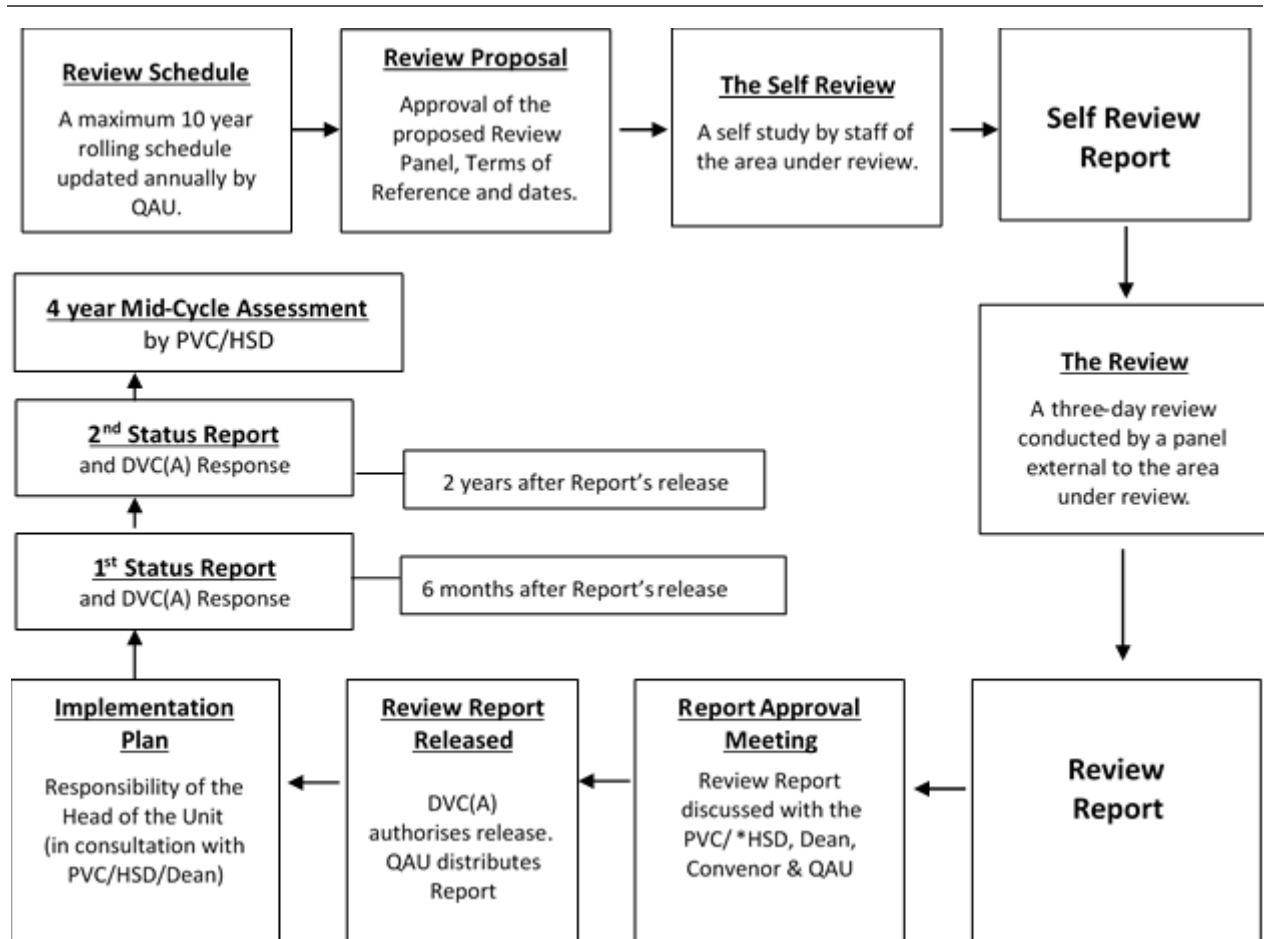 Review Schedule
A maximum 10 year
rolling schedule
updated annually by
QAU.
Review Proposal
Approval of the
proposed Review
Panel, Terms of
Reference and dates.
The Self Review
A self study by staff of
the area under review.
Self Review
Report
The Review
A three-day review
conducted by a panel
external to the area
under review.
Review
Report
Report Approval
Meeting
Review Report
discussed with the
PVC/ *HSD, Dean,
Convenor & QAU
Review Report
Released
DVC(A)
authorises release.
QAU distributes
Report
Implementation
Plan
Responsibility of the
Head of the Unit
(in consultation with
PVC/HSD/Dean)
1st Status Report
and DVC(A) Response
6 months after Report's release
2nd Status Report
and DVC(A) Response
2 years after Report's release
4 year Mid-Cycle Assessment
by PVC/HSD